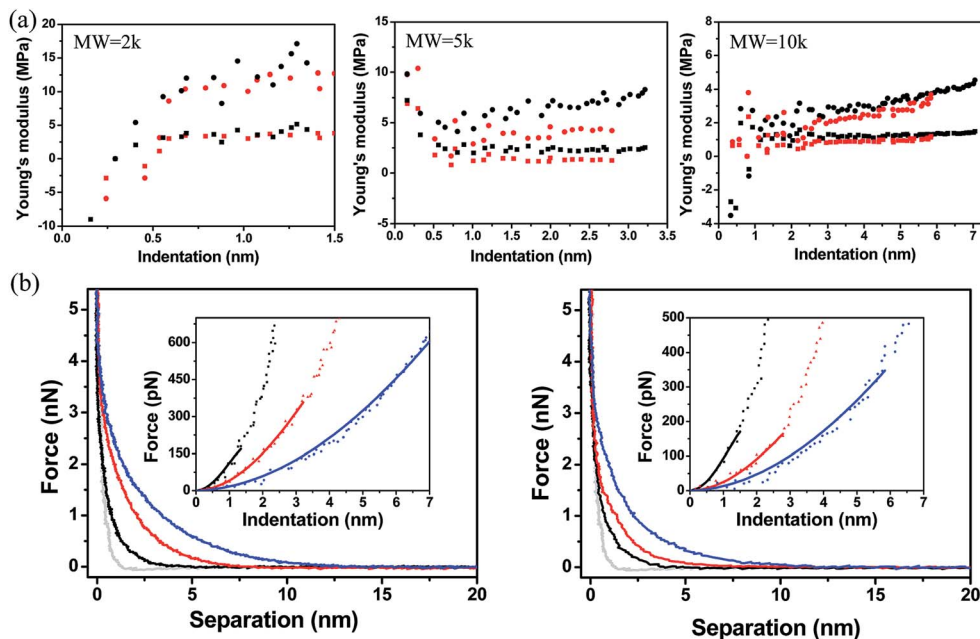 (a)
MW=2k
Young's modulus (MPa)
20
15
10
5
0
-5
-10
0.0 0.5 1.0 1.5
Indentation (nm)
MW=5k
Young's modulus (MPa)
15
10
5
0
-5
0.0 0.5 1.0 1.5 2.0 2.5 3.0 3.5
Indentation (nm)
MW=10k
Young's modulus (MPa)
10
8
6
4
2
0
-2
-4
0 1 2 3 4 5 6 7
Indentation (nm)
(b)
Force (nN)
5
4
3
2
1
0
0 5 10 15 20
Separation (nm)
Force (pN)
600
450
300
150
0
0 1 2 3 4 5 6 7
Indentation (nm)
Force (nN)
5
4
3
2
1
0
0 5 10 15 20
Separation (nm)
Force (pN)
500
400
300
200
100
0
0 1 2 3 4 5 6 7
Indentation (nm)